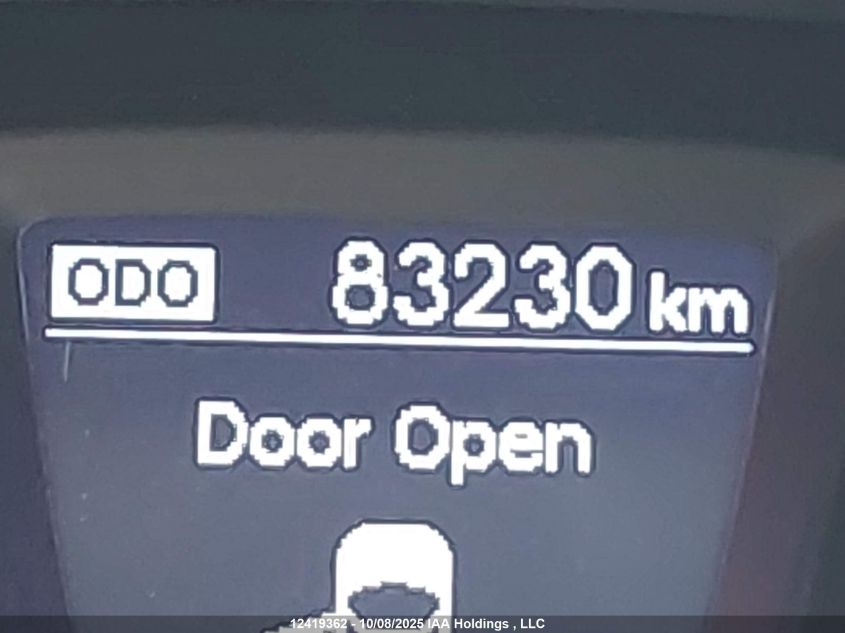 ODO 83230 km
Door Open
12419362 - 10/08/2025 IAA Holdings , LLC